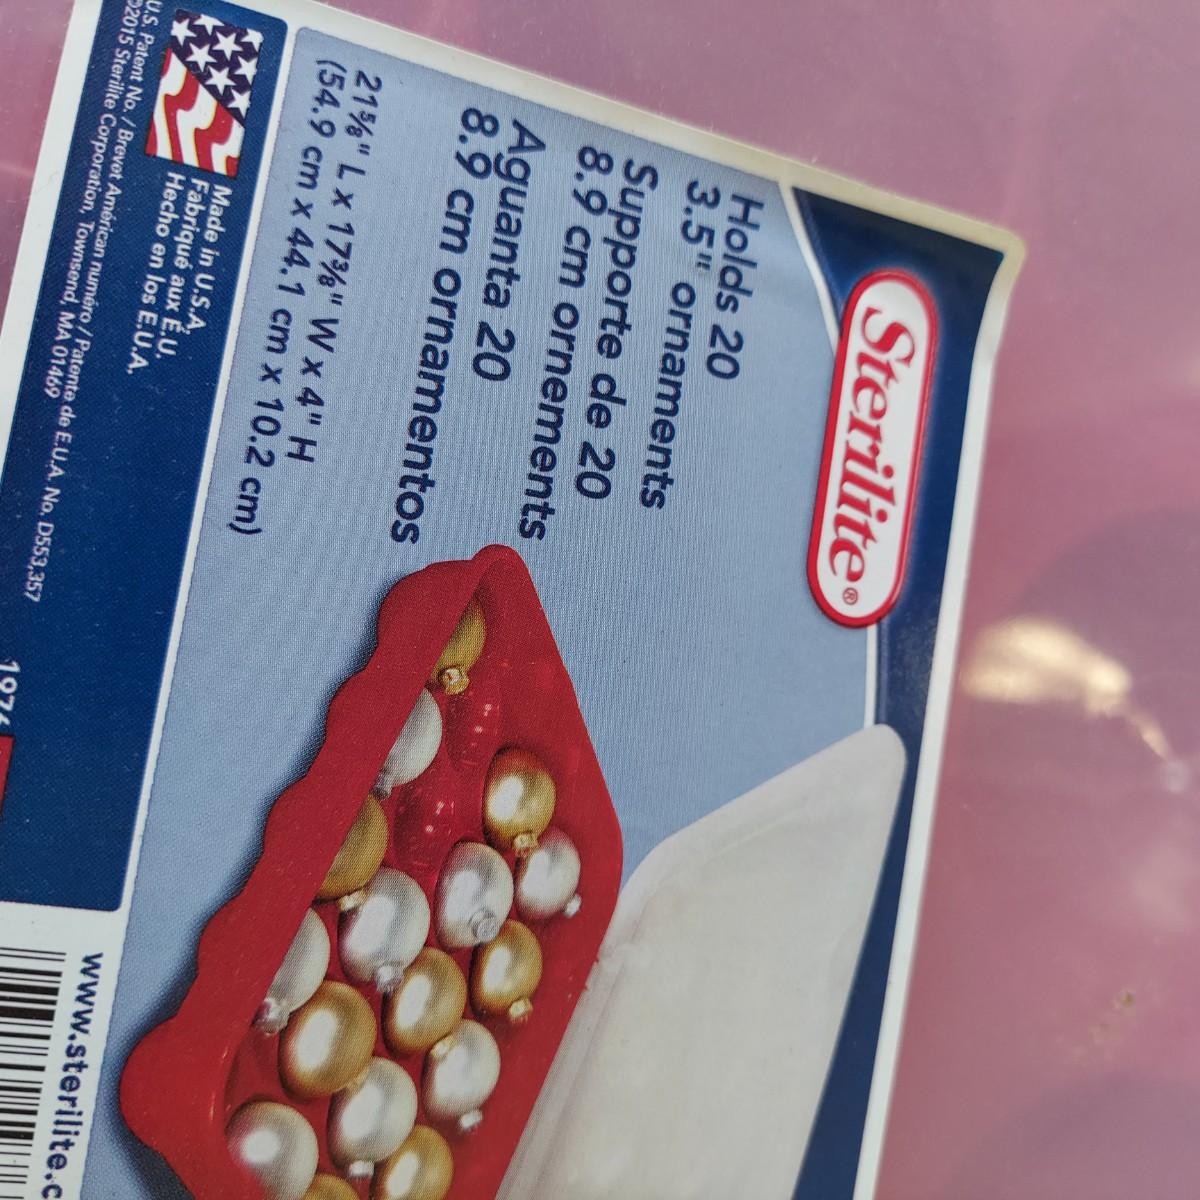 Sterilite®
Holds 20
3.5" ornaments
Supporte de 20
8.9 cm ornements
Aguanta 20
8.9 cm ornamentos
21⅝" L x 17⅜" W x 4" H
(54.9 cm x 44.1 cm x 10.2 cm)
Made in U.S.A.
Fabriqué aux É.U.
Hecho en los E.U.A.
U.S. Patent No. / Brevet Américan numéro / Patente de E.U.A. No. D553,357
©2015 Sterilite Corporation, Townsend, MA 01469
www.sterilite.c